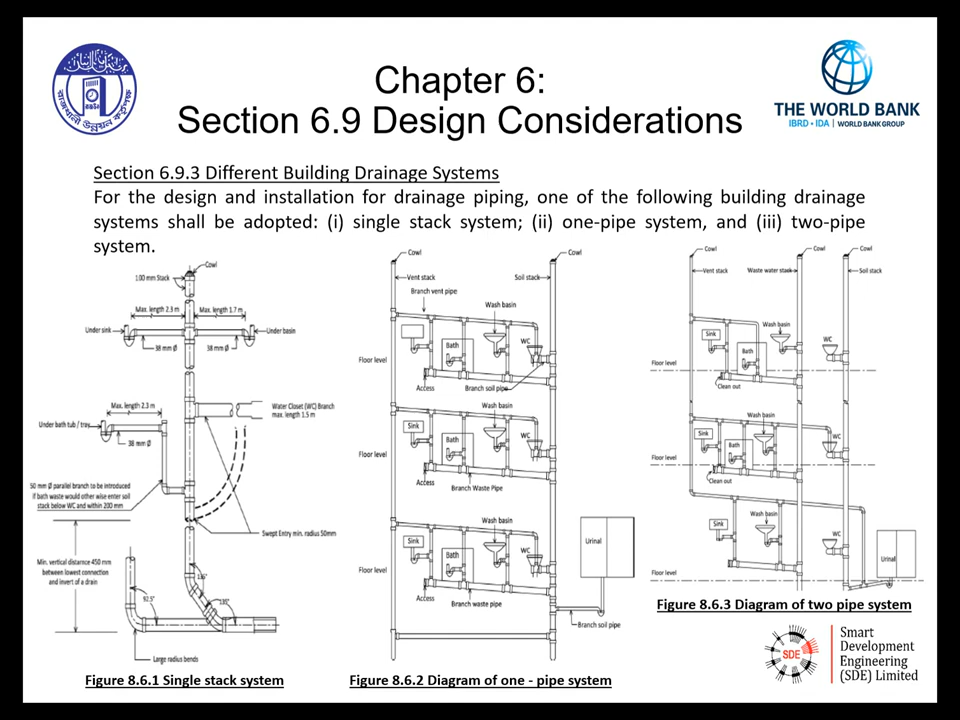 Chapter 6:
Section 6.9 Design Considerations
THE WORLD BANK
IBRD • IDA | WORLD BANK GROUP
Section 6.9.3 Different Building Drainage Systems
For the design and installation for drainage piping, one of the following building drainage
systems shall be adopted: (i) single stack system; (ii) one-pipe system, and (iii) two-pipe
system.
Cowl
100 mm Stack
Max. length 2.3 m
Max. length 1.7 m
Under sink
Under basin
38 mm Ø
38 mm Ø
Max. length 2.3 m
Water Closet (WC) Branch
max. length 1.5 m
Under bath tub / tray
38 mm Ø
50 mm Ø parallel branch to be introduced
If bath waste would other wise enter soil
stack below WC and within 200 mm
Swept Entry min. radius 50mm
Min. vertical distarnce 450 mm
between lowest connection
and invert of a drain
92.5°
135°
Large radius bends
Figure 8.6.1 Single stack system
Cowl
Cowl
Vent stack
Soil stack
Branch vent pipe
Wash basin
Bath
WC
Floor level
Access
Branch soil pipe
Wash basin
Sink
Bath
WC
Floor level
Access
Branch Waste Pipe
Wash basin
Sink
Bath
WC
Urinal
Floor level
Access
Branch waste pipe
Branch soil pipe
Figure 8.6.2 Diagram of one - pipe system
Cowl
Cowl
Cowl
Vent stack
Waste water stack
Soil stack
Sink
Wash basin
Bath
WC
Floor level
Clean out
Wash basin
Sink
Bath
WC
Floor level
Clean out
Wash basin
Sink
WC
Urinal
Floor level
Figure 8.6.3 Diagram of two pipe system
SDE
Smart
Development
Engineering
(SDE) Limited